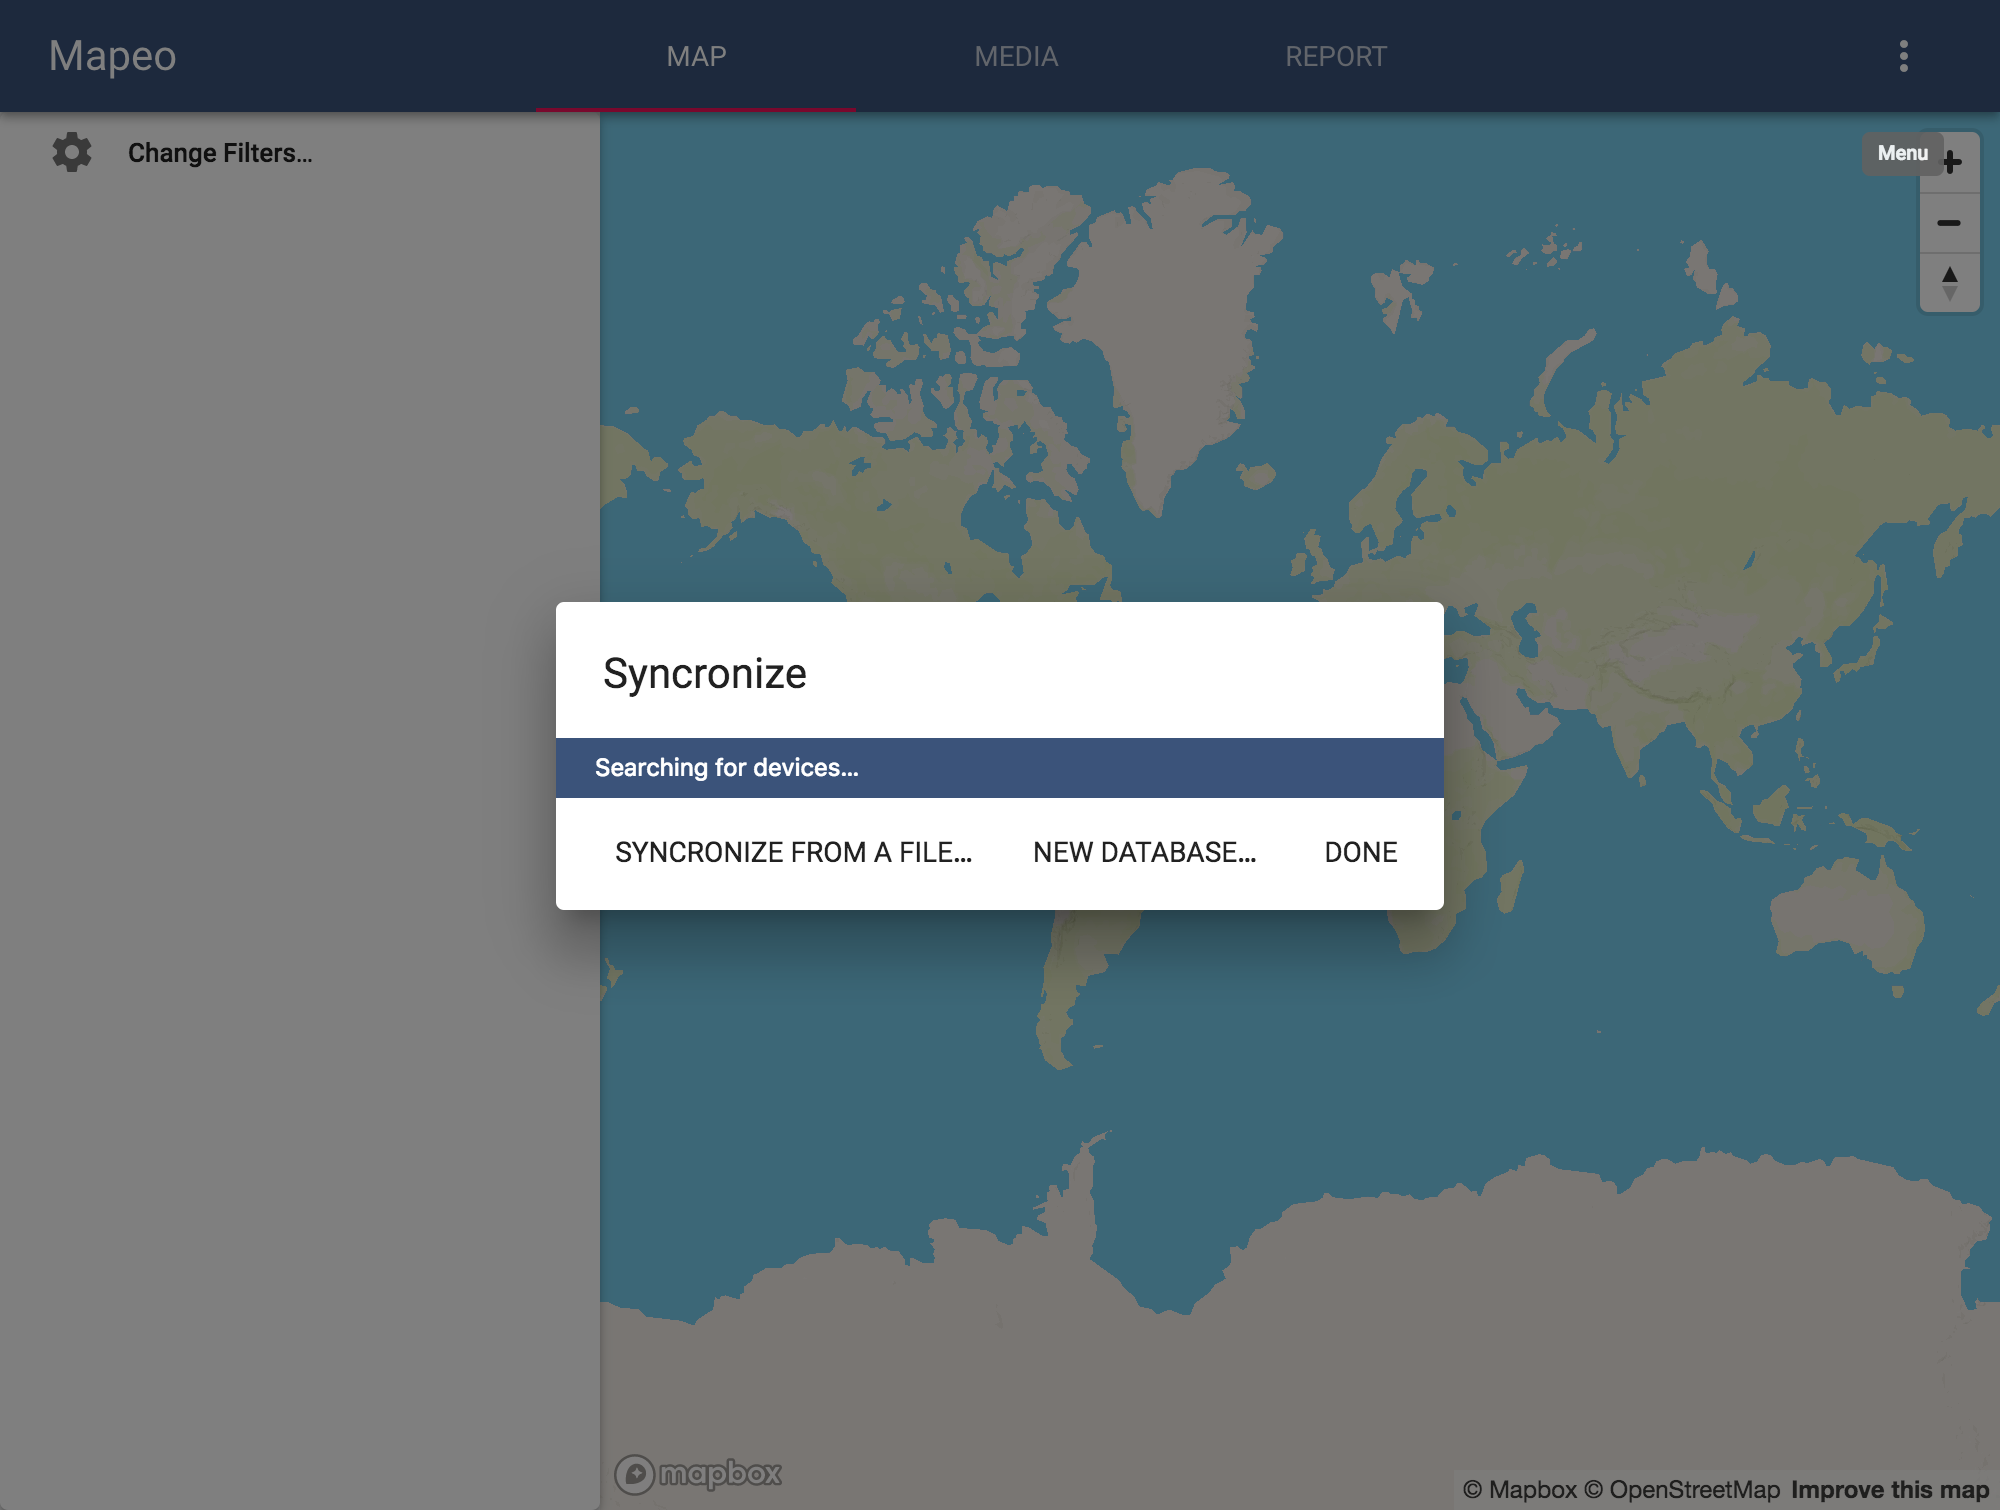 Mapeo
MAP
MEDIA
REPORT
Change Filters...
Menu
Syncronize
Searching for devices...
SYNCRONIZE FROM A FILE...
NEW DATABASE...
DONE
mapbox
© Mapbox © OpenStreetMap Improve this map